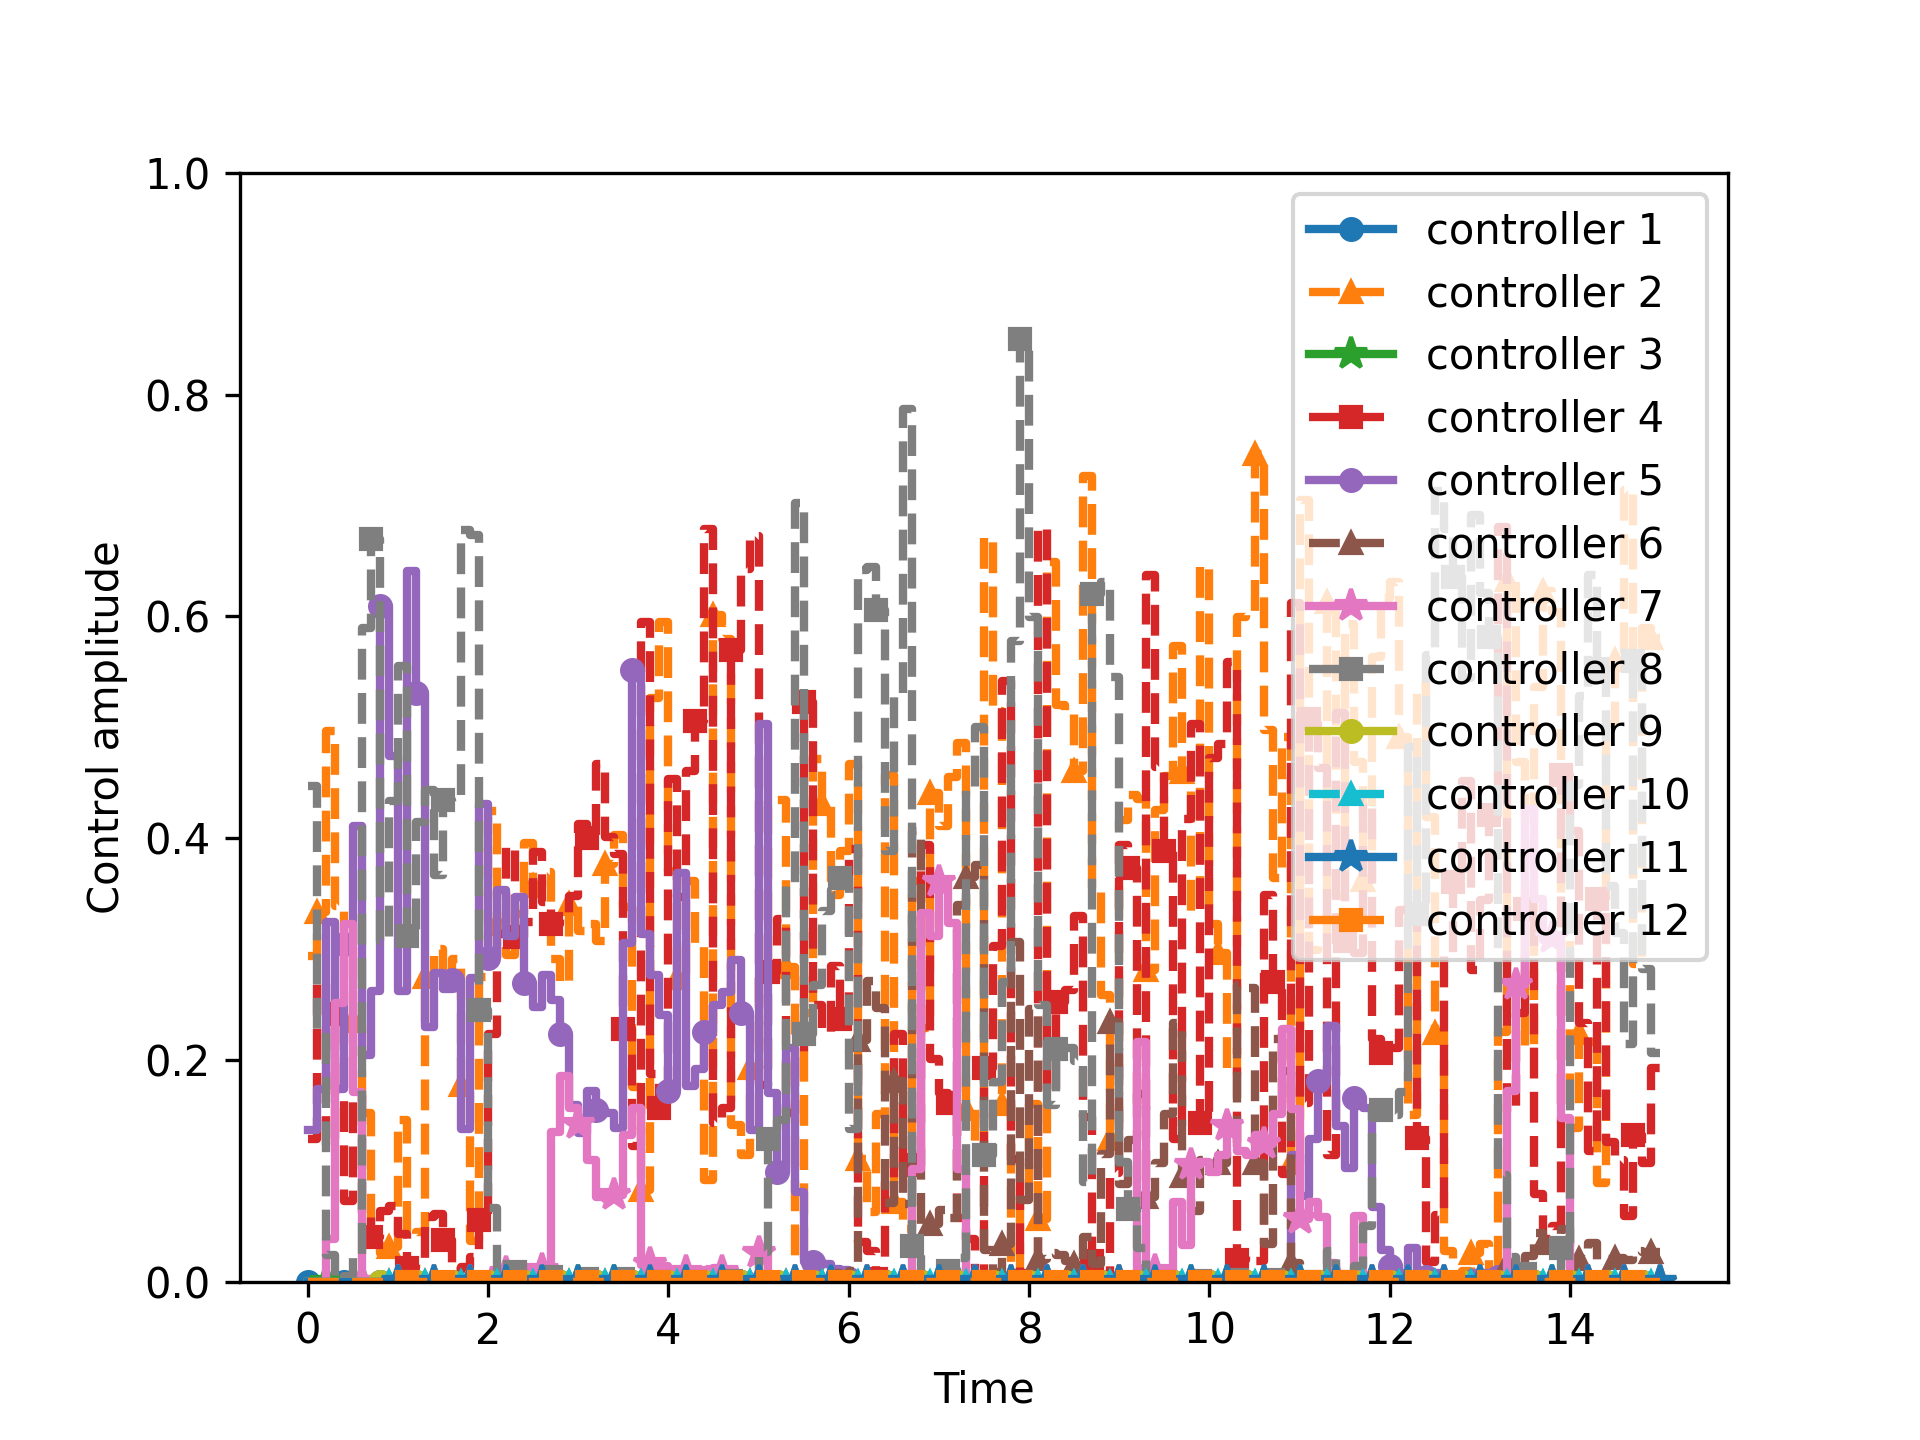 1.0
0.8
0.6
0.4
0.2
0.0
Control amplitude
0 2 4 6 8 10 12 14
Time
controller 1
controller 2
controller 3
controller 4
controller 5
controller 6
controller 7
controller 8
controller 9
controller 10
controller 11
controller 12